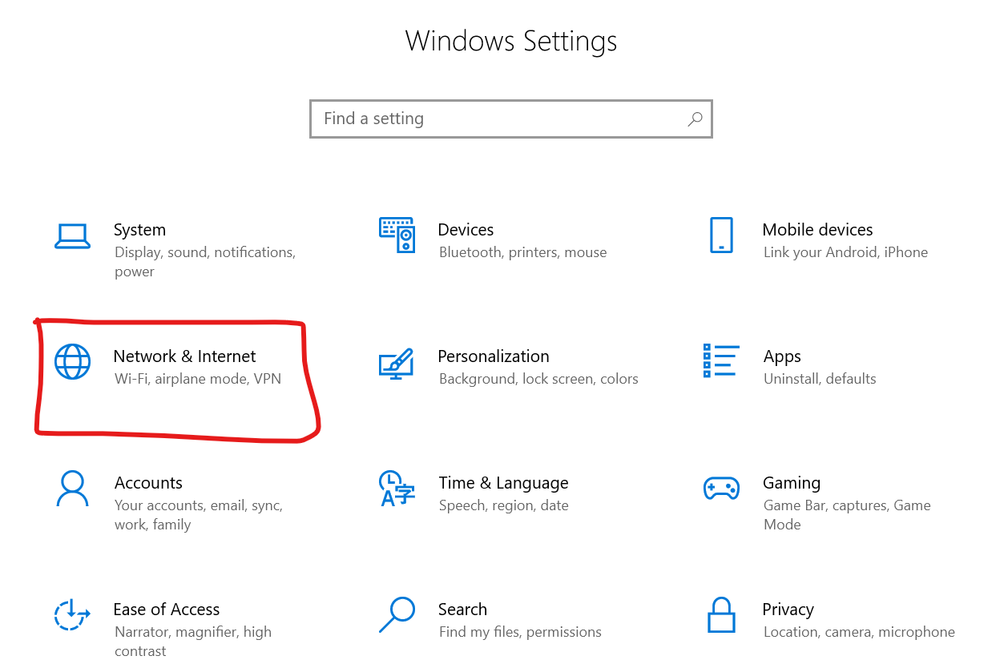 Windows Settings
Find a setting
System
Display, sound, notifications,
power
Devices
Bluetooth, printers, mouse
Mobile devices
Link your Android, iPhone
Network & Internet
Wi-Fi, airplane mode, VPN
Personalization
Background, lock screen, colors
Apps
Uninstall, defaults
Accounts
Your accounts, email, sync,
work, family
Time & Language
Speech, region, date
Gaming
Game Bar, captures, Game
Mode
Ease of Access
Narrator, magnifier, high
contrast
Search
Find my files, permissions
Privacy
Location, camera, microphone